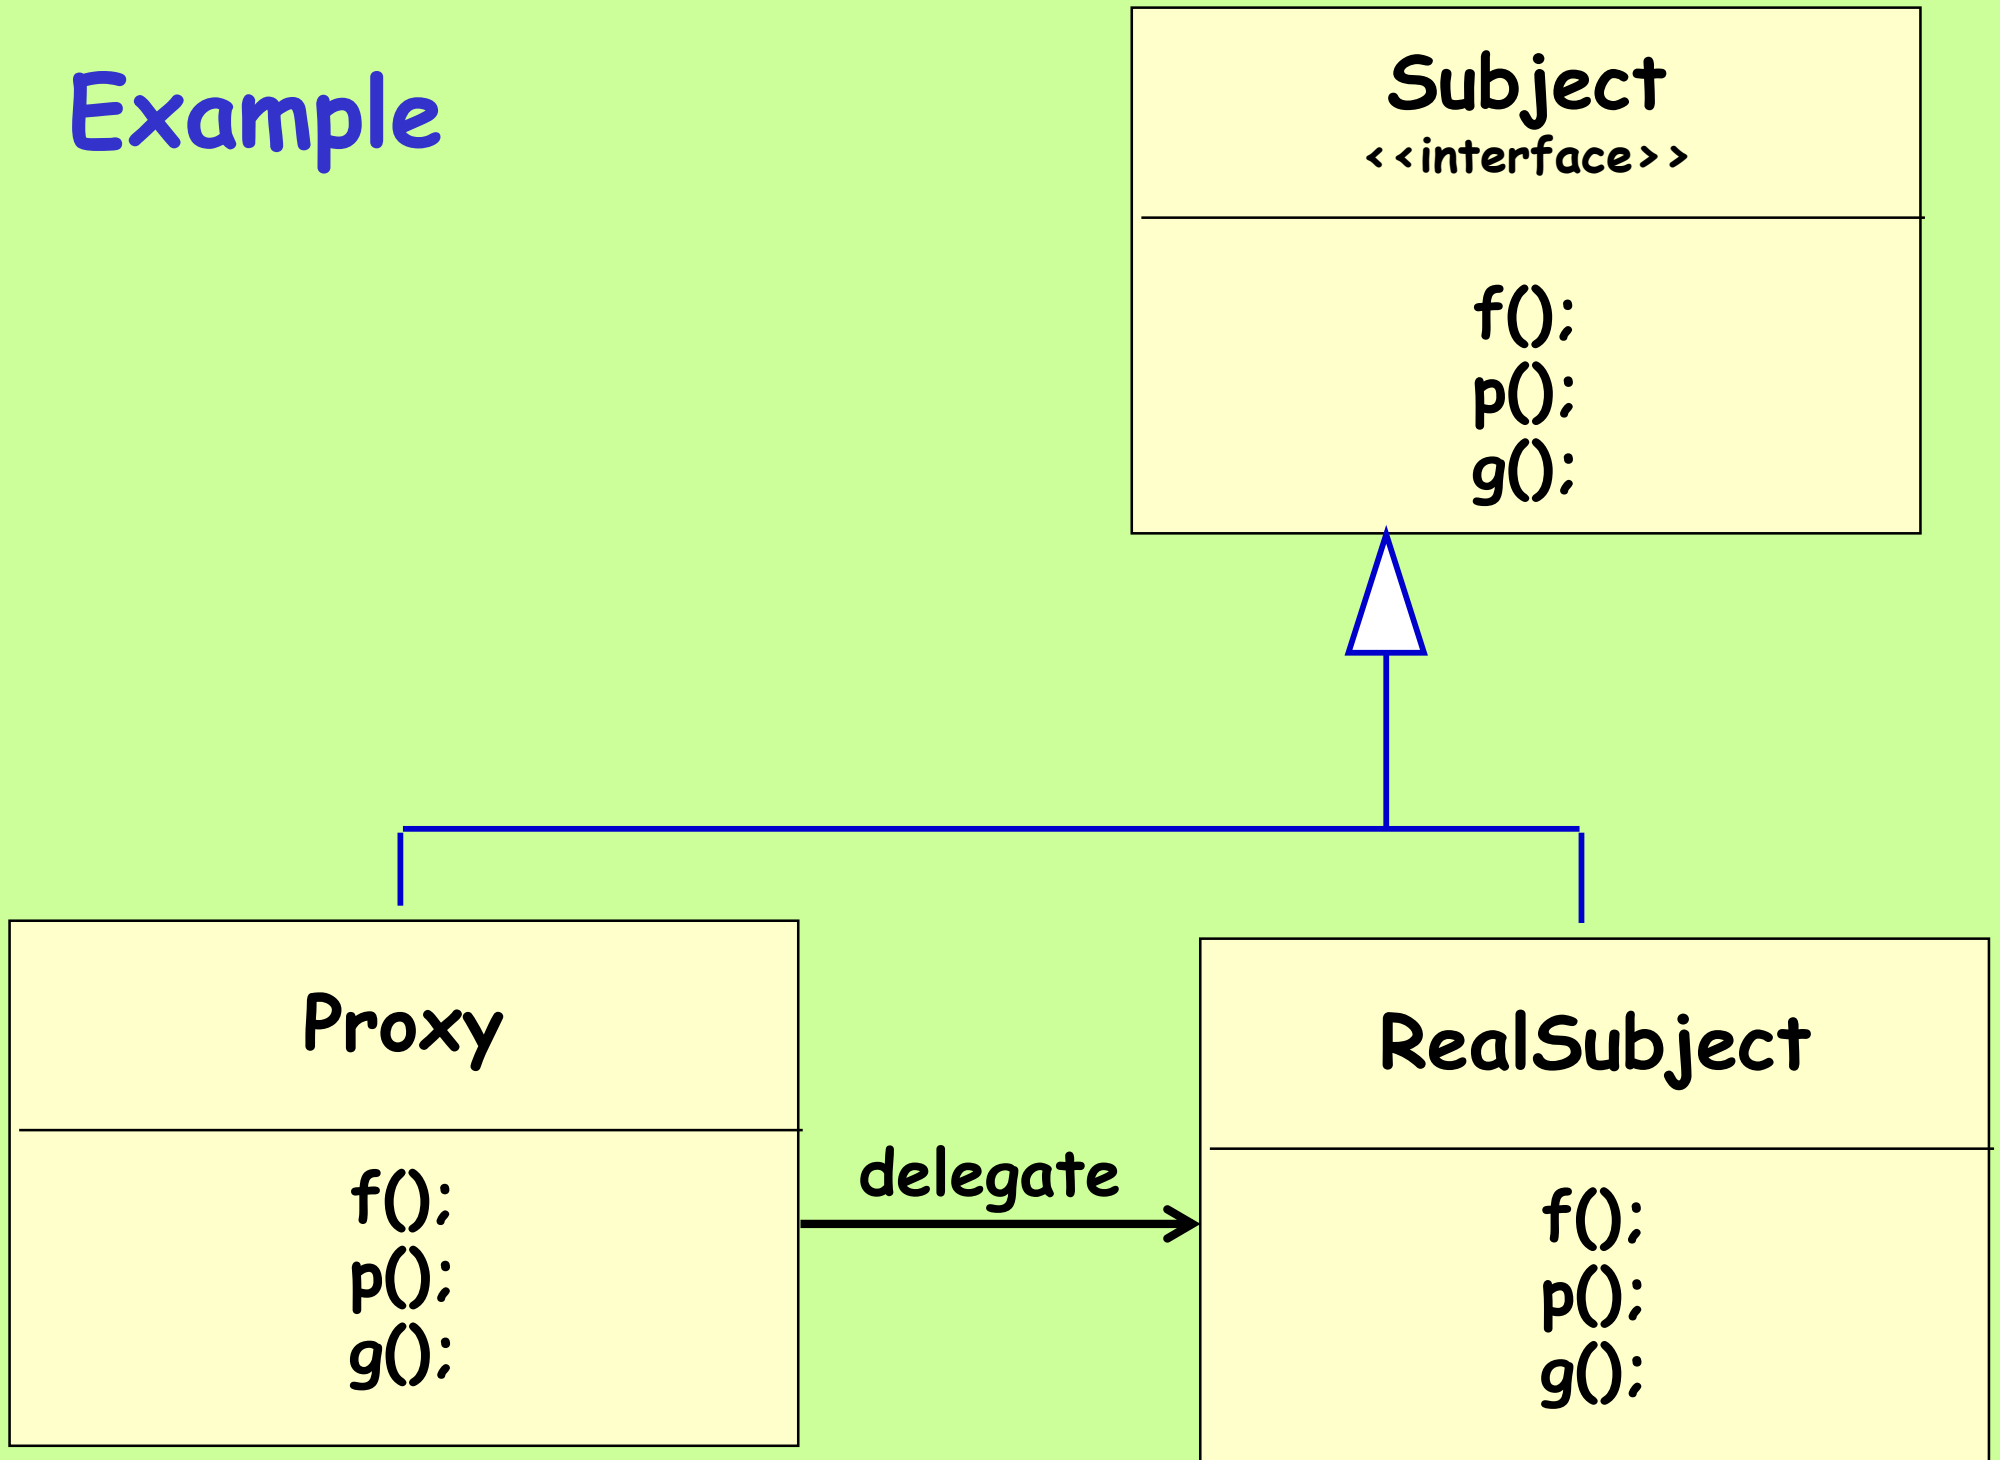 Example
Subject
<<interface>>
f();
p();
g();
Proxy
f();
p();
g();
delegate
RealSubject
f();
p();
g();